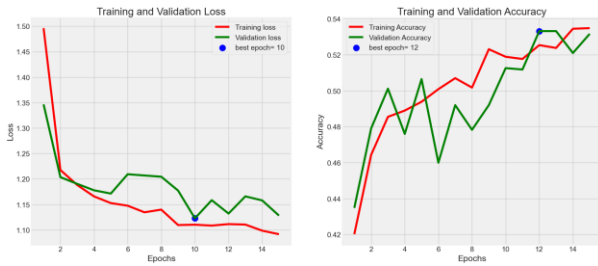 Training and Validation Loss
Training loss
Validation loss
best epoch= 10
1.50
1.45
1.40
1.35
1.30
1.25
1.20
1.15
1.10
Loss
2
4
6
8
10
12
14
Epochs
Training and Validation Accuracy
Training Accuracy
Validation Accuracy
best epoch= 12
0.54
0.52
0.50
0.48
0.46
0.44
0.42
Accuracy
2
4
6
8
10
12
14
Epochs